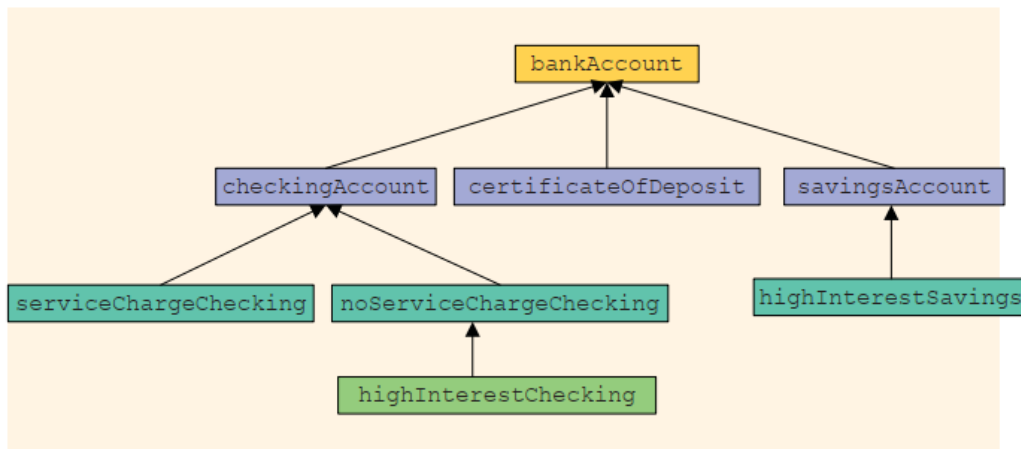 bankAccount
checkingAccount
certificateOfDeposit
savingsAccount
serviceChargeChecking
noServiceChargeChecking
highInterestSavings
highInterestChecking